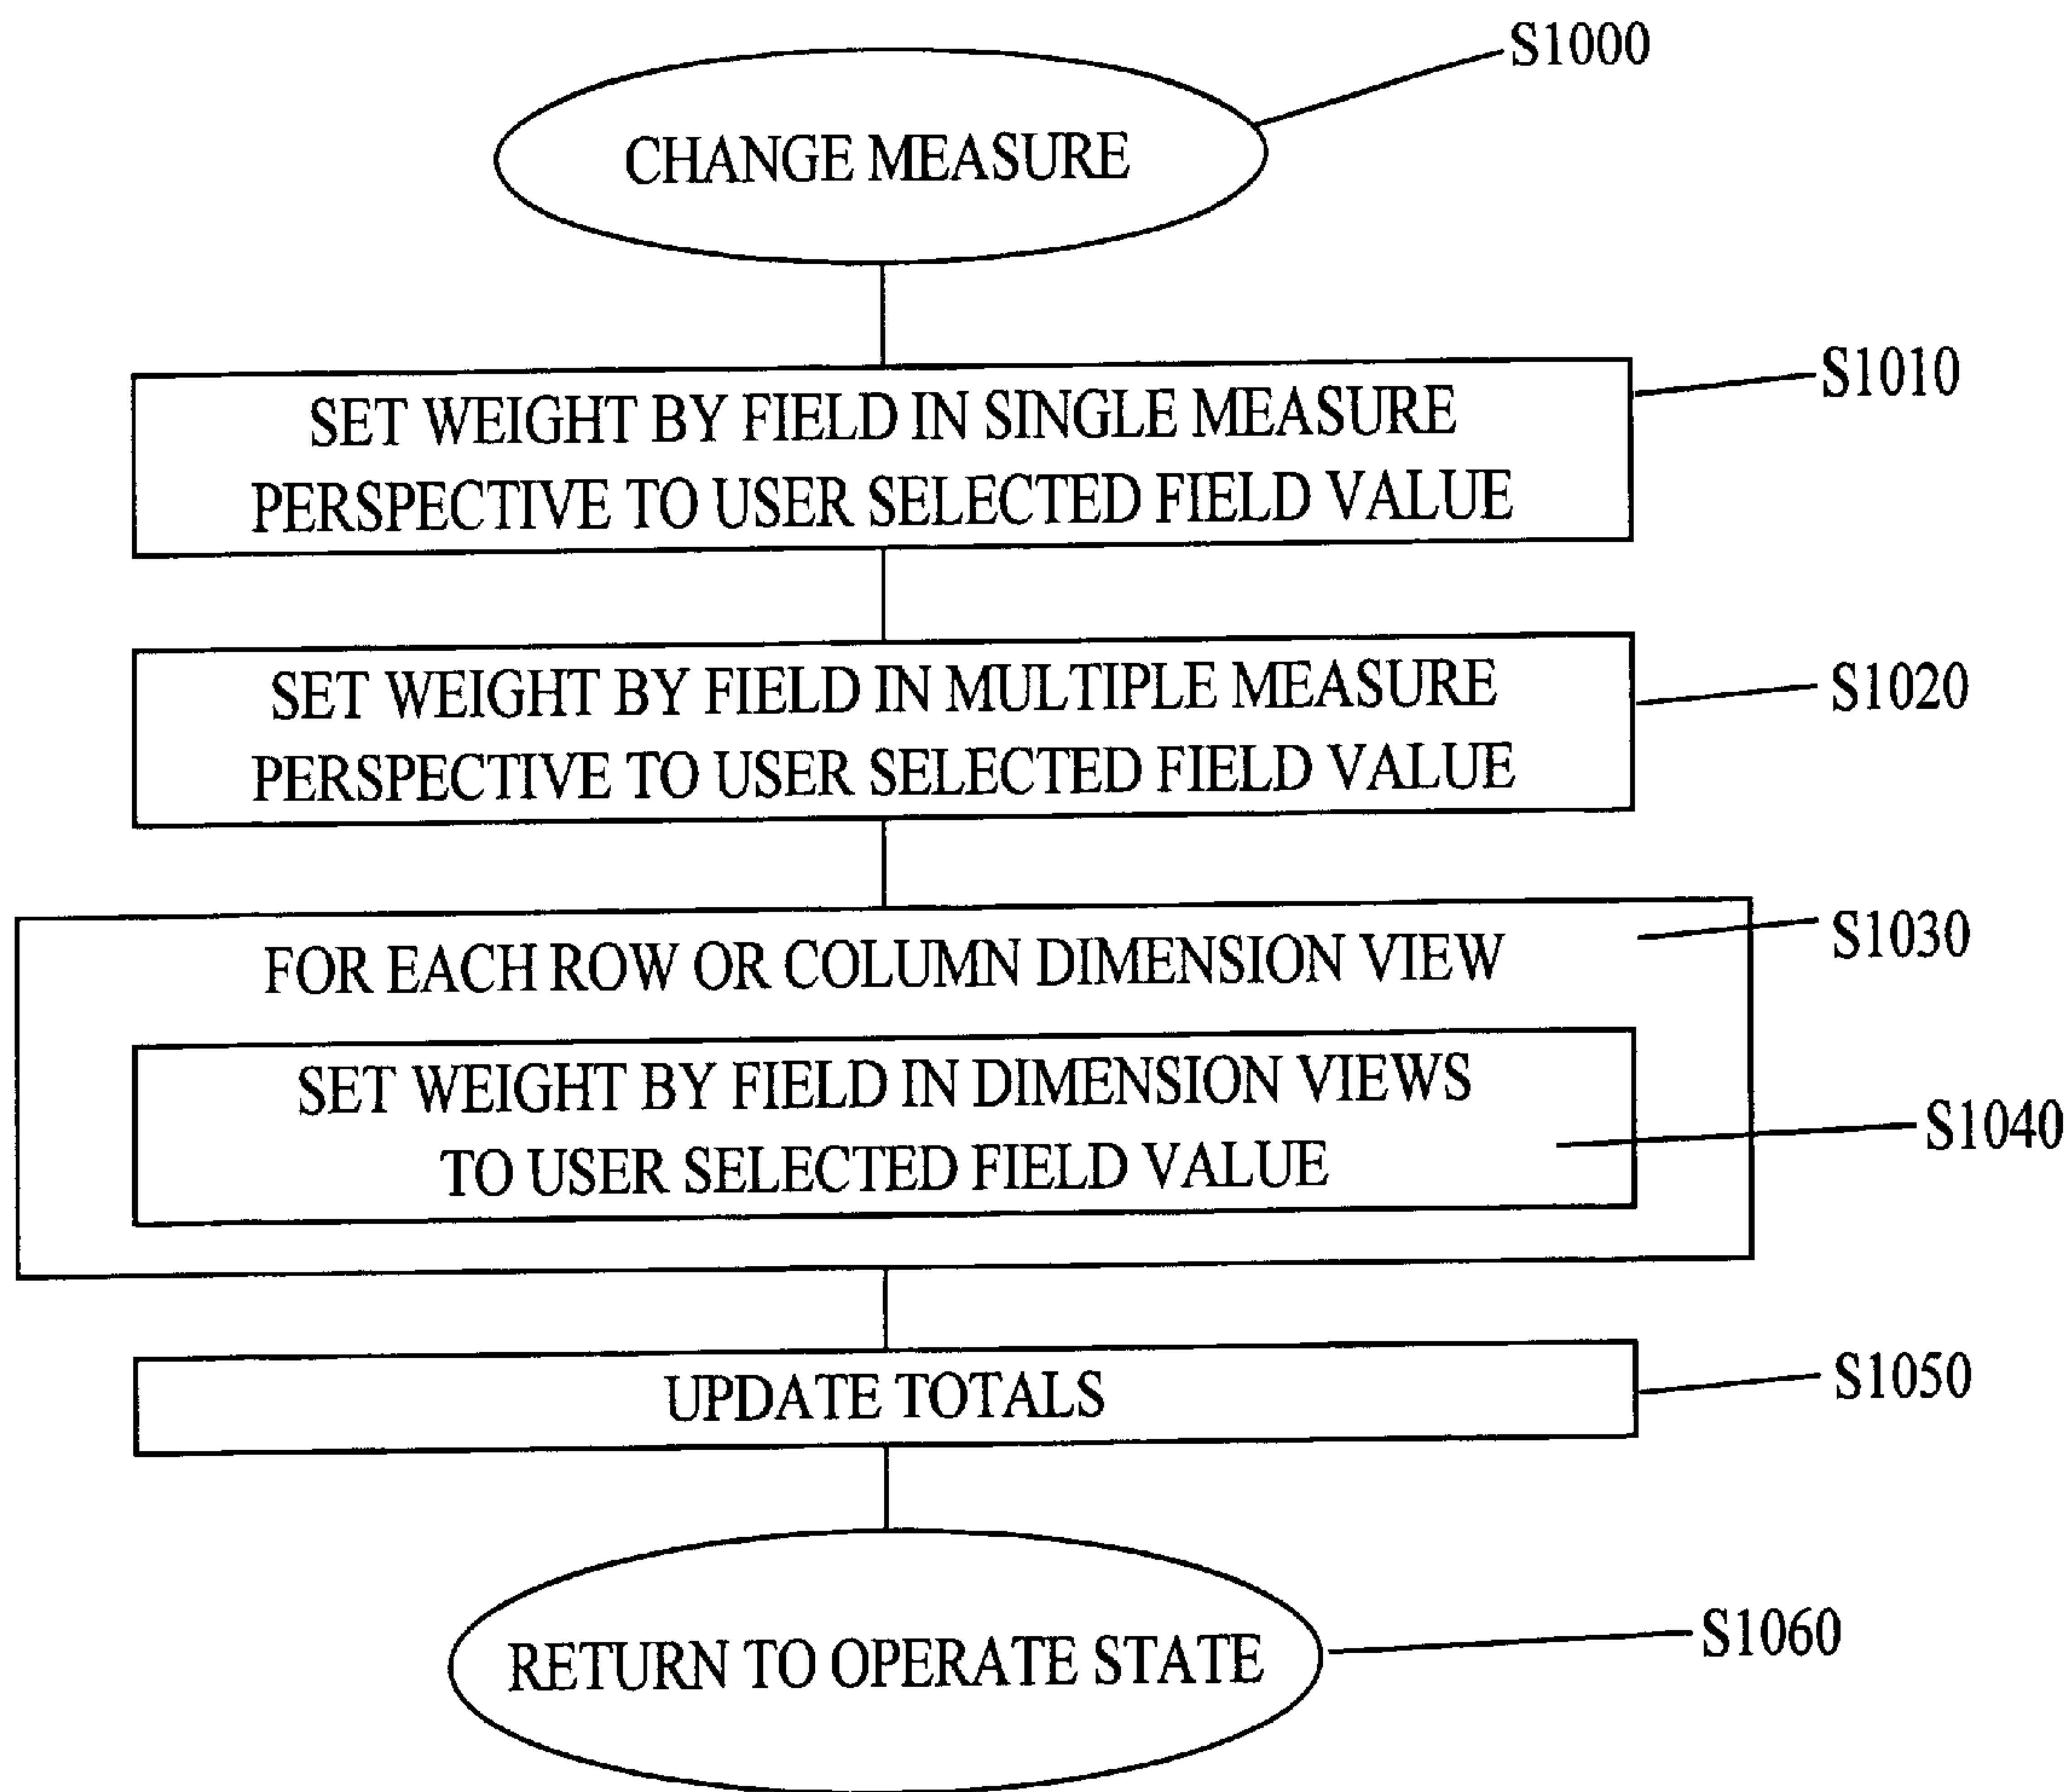 S1000
CHANGE MEASURE
S1010
SET WEIGHT BY FIELD IN SINGLE MEASURE
PERSPECTIVE TO USER SELECTED FIELD VALUE
SET WEIGHT BY FIELD IN MULTIPLE MEASURE
S1020
PERSPECTIVE TO USER SELECTED FIELD VALUE
FOR EACH ROW OR COLUMN DIMENSION VIEW
S1030
SET WEIGHT BY FIELD IN DIMENSION VIEWS
S1040
TO USER SELECTED FIELD VALUE
UPDATE TOTALS
S1050
RETURN TO OPERATE STATE
S1060